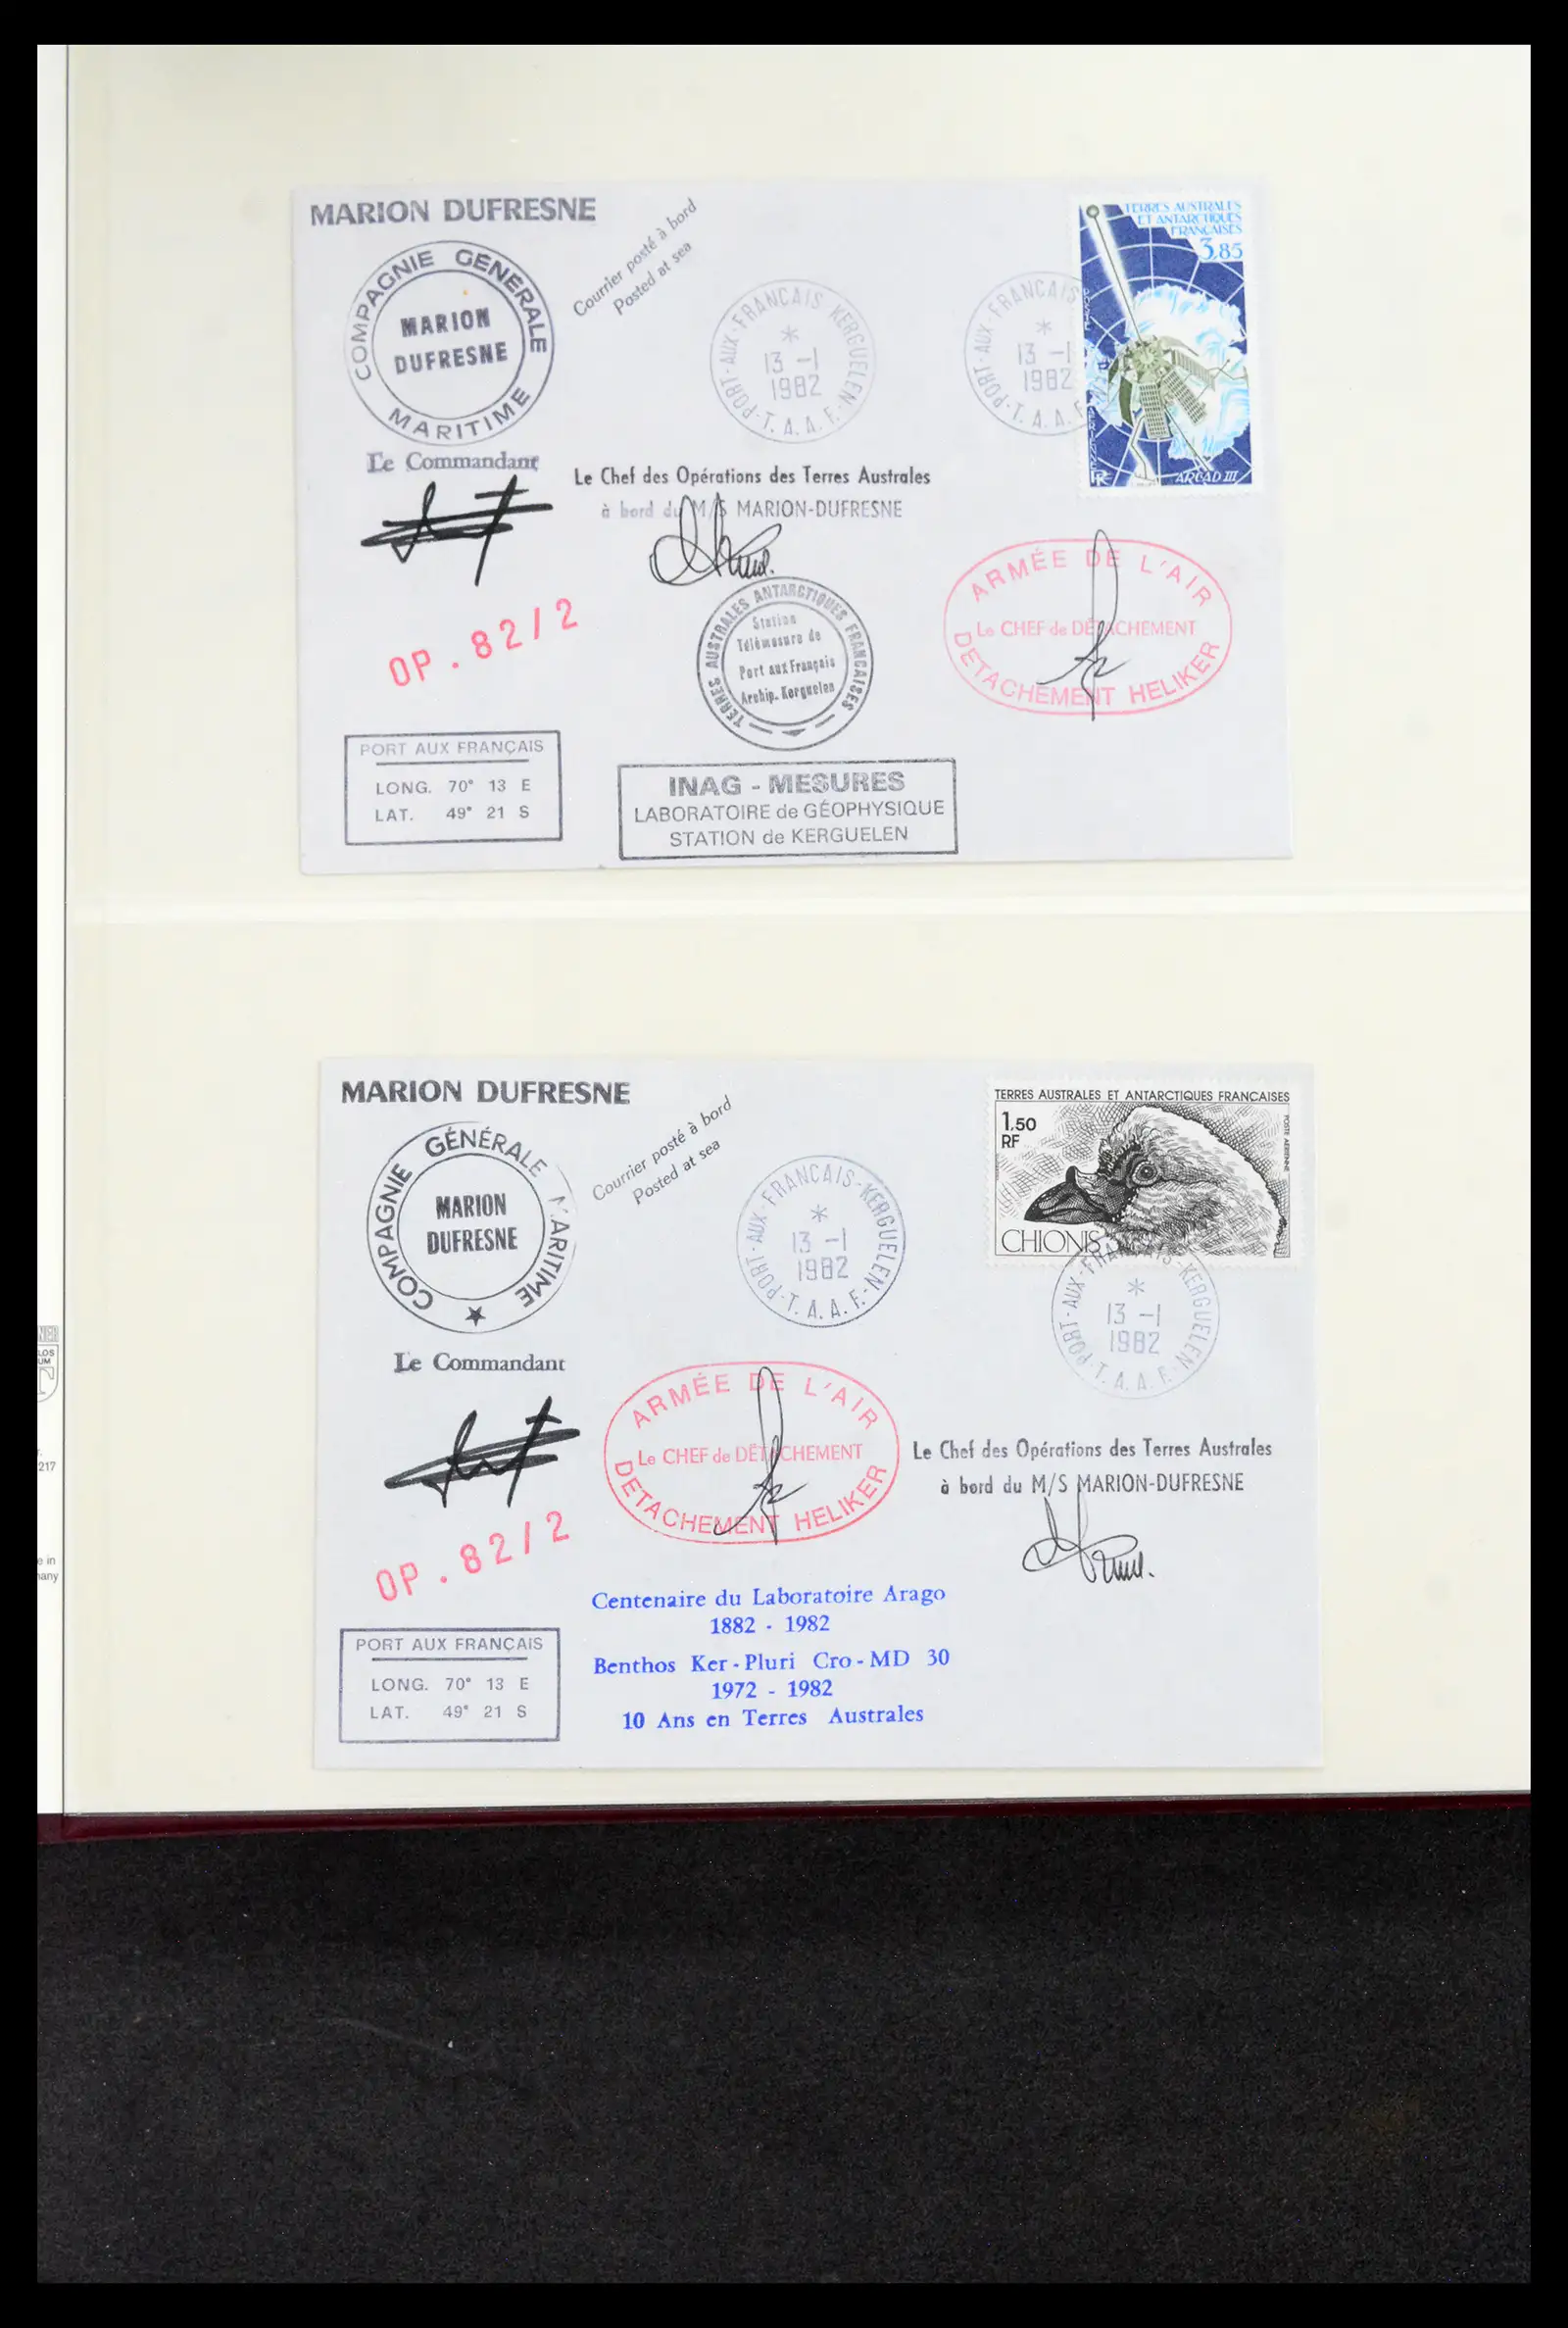 MARION DUFRESNE
Courrier posté à bord
Posted at sea
COMPAGNIE GENERALE MARITIME
MARION
DUFRESNE
Le Commandant
PORT-AUX-FRANCAIS KERGUELEN
*
13 -1
1982
T.A.A.F.
PORT-AUX-FRANCAIS
*
13 -1
1982
T.A.A.F.
TERRES AUSTRALES
ET ANTARCTIQUES
FRANÇAISES
3,85
RF
ARCAD III
Le Chef des Opérations des Terres Australes
à bord du M/S MARION-DUFRESNE
OP. 82/2
TERRES AUSTRALES ANTARCTIQUES FRANCAISES
Station
Télémesure de
Port aux Français
Archip. Kerguelen
ARMÉE DE L'AIR
Le CHEF de DÉTACHEMENT
DETACHEMENT HELIKER
PORT AUX FRANÇAIS
LONG. 70° 13 E
LAT. 49° 21 S
INAG - MESURES
LABORATOIRE de GÉOPHYSIQUE
STATION de KERGUELEN
MARION DUFRESNE
Courrier posté à bord
Posted at sea
COMPAGNIE GÉNÉRALE MARITIME
MARION
DUFRESNE
Le Commandant
PORT-AUX-FRANCAIS-KERGUELEN
*
13 -1
1982
T.A.A.F.
TERRES AUSTRALES ET ANTARCTIQUES FRANCAISES
1,50
RF
POSTE AERIENNE
CHIONIS
PORT-AUX-FRANCAIS-KERGUELEN
*
13 -1
1982
T.A.A.F.
ARMÉE DE L'AIR
Le CHEF de DÉTACHEMENT
DETACHEMENT HELIKER
Le Chef des Opérations des Terres Australes
à bord du M/S MARION-DUFRESNE
OP. 82/2
Centenaire du Laboratoire Arago
1882 - 1982
Benthos Ker-Pluri Cro-MD 30
1972 - 1982
10 Ans en Terres Australes
PORT AUX FRANÇAIS
LONG. 70° 13 E
LAT. 49° 21 S
217